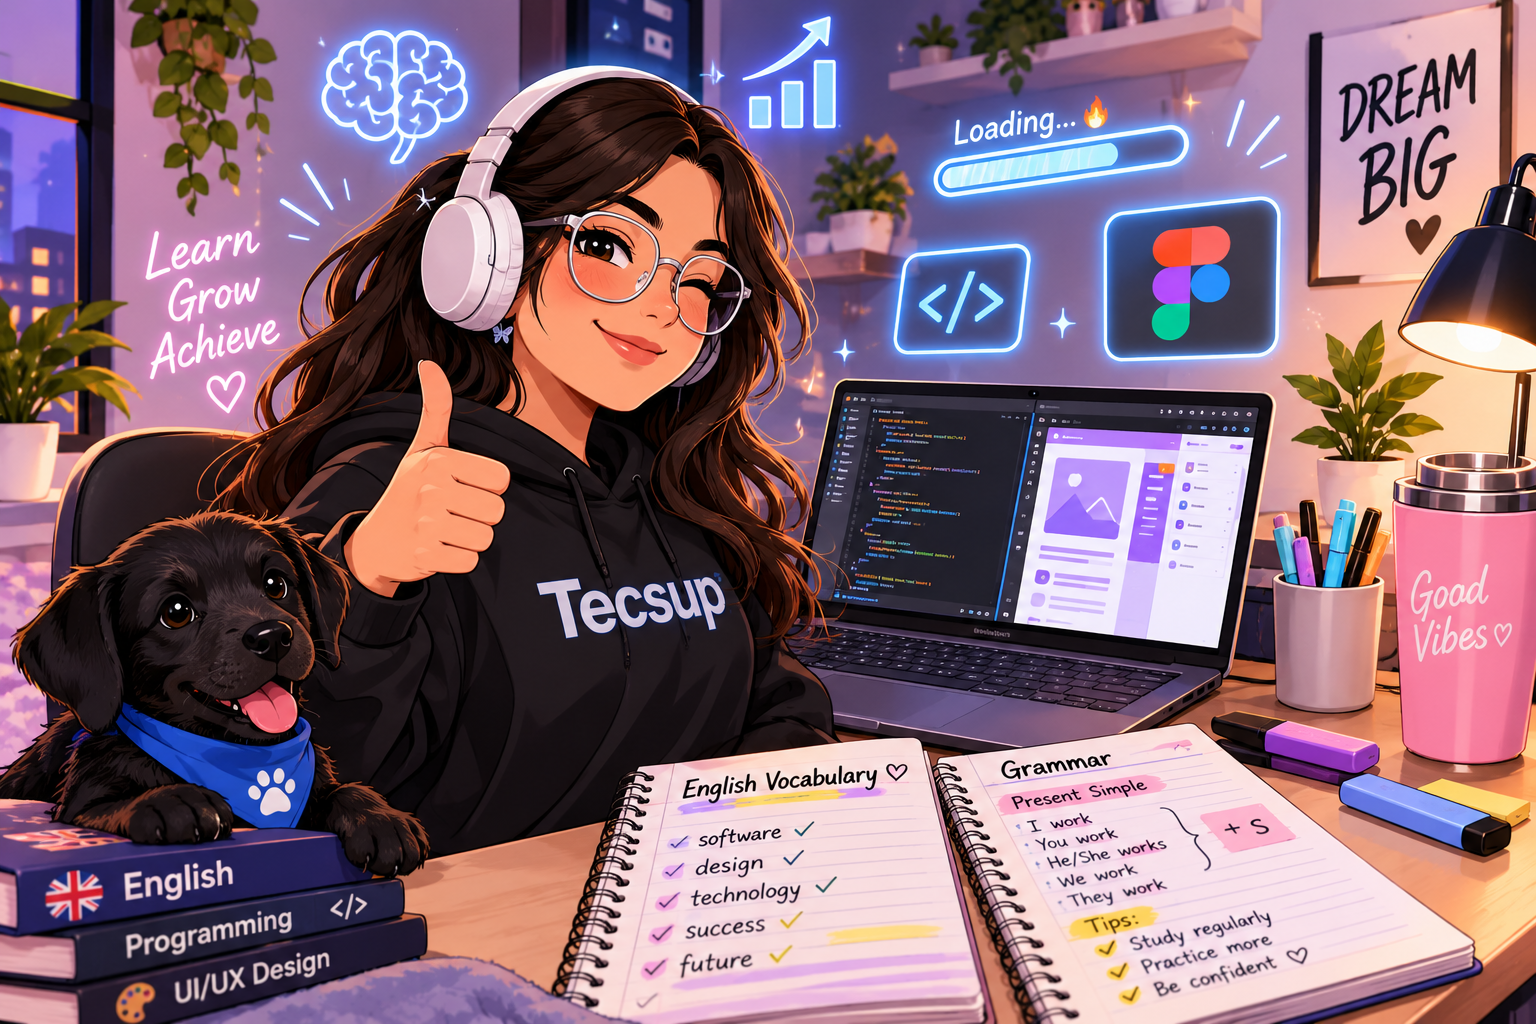 Learn
Grow
Achieve
Loading...
DREAM
BIG
</>
Tecsup
Good
Vibes
English
Programming </>
UI/UX Design
English Vocabulary
software
design
technology
success
future
Grammar
Present Simple
I work
You work
He/She works
We work
They work
+ S
Tips:
Study regularly
Practice more
Be confident